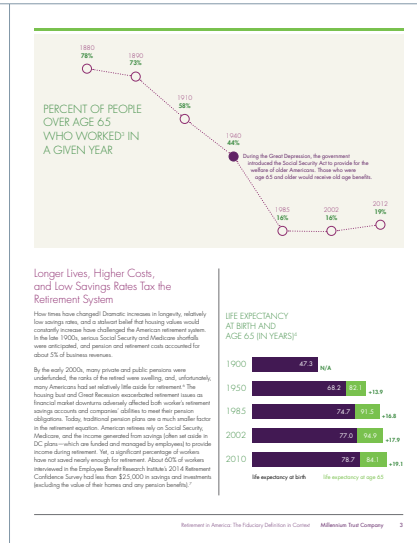 1880
78%
1890
73%
1910
58%
PERCENT OF PEOPLE
OVER AGE 65
WHO WORKED² IN
A GIVEN YEAR
1940
44%
During the Great Depression, the government
introduced the Social Security Act to provide for the
welfare of older Americans. Those who were
age 65 and older would receive old age benefits.
1985
16%
2002
16%
2012
19%
Longer Lives, Higher Costs,
and Low Savings Rates Tax the
Retirement System
How times have changed! Dramatic increases in longevity, relatively
low savings rates, and a stalwart belief that housing values would
constantly increase have challenged the American retirement system.
In the late 1900s, serious Social Security and Medicare shortfalls
were anticipated, and pension and retirement costs accounted for
about 5% of business revenues.
By the early 2000s, many private and public pensions were
underfunded, the ranks of the retired were swelling, and, unfortunately,
many Americans had set relatively little aside for retirement.⁶ The
housing bust and Great Recession exacerbated retirement issues as
financial market downturns adversely affected both worker's retirement
savings accounts and companies' abilities to meet their pension
obligations. Today, traditional pension plans are a much smaller factor
in the retirement equation. American retirees rely on Social Security,
Medicare, and the income generated from savings (often set aside in
DC plans—which are funded and managed by employees) to provide
income during retirement. Yet, a significant percentage of workers
have not saved nearly enough for retirement. About 60% of workers
interviewed in the Employee Benefit Research Institute's 2014 Retirement
Confidence Survey had less than $25,000 in savings and investments
(excluding the value of their homes and any pension benefits).⁷
LIFE EXPECTANCY
AT BIRTH AND
AGE 65 (IN YEARS)⁸
1900 47.3 N/A
1950 68.2 82.1 +13.9
1985 74.7 91.5 +16.8
2002 77.0 94.9 +17.9
2010 78.7 84.1 +19.1
life expectancy at birth life expectancy at age 65
Retirement in America: The Fiduciary Definition in Context Millennium Trust Company 3